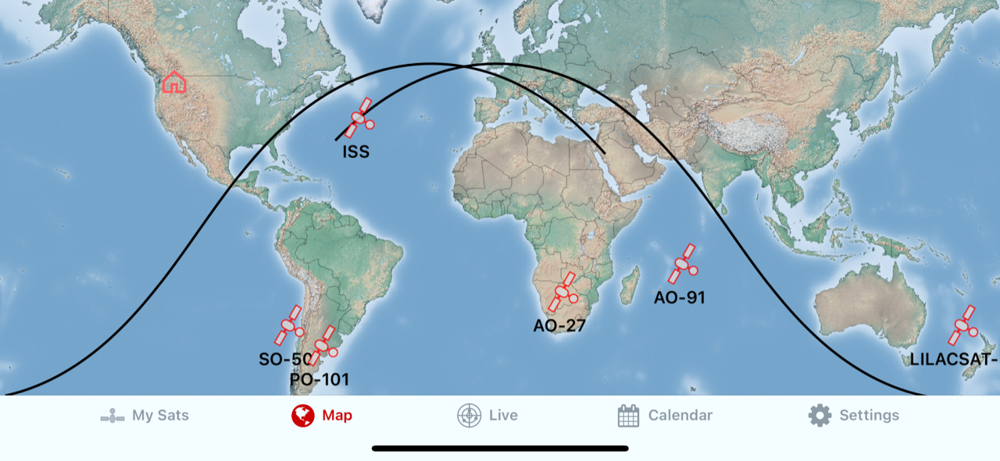 ISS
AO-91
AO-27
SO-50
LILACSAT-
PO-101
My Sats
Map
Live
Calendar
Settings